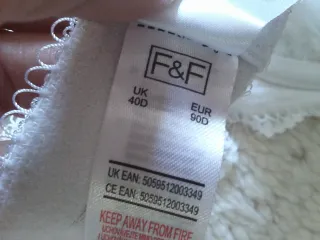 F&F
UK EUR
40D 90D
UK EAN: 5059512003349
CE EAN: 5059512003349
KEEP AWAY FROM FIRE